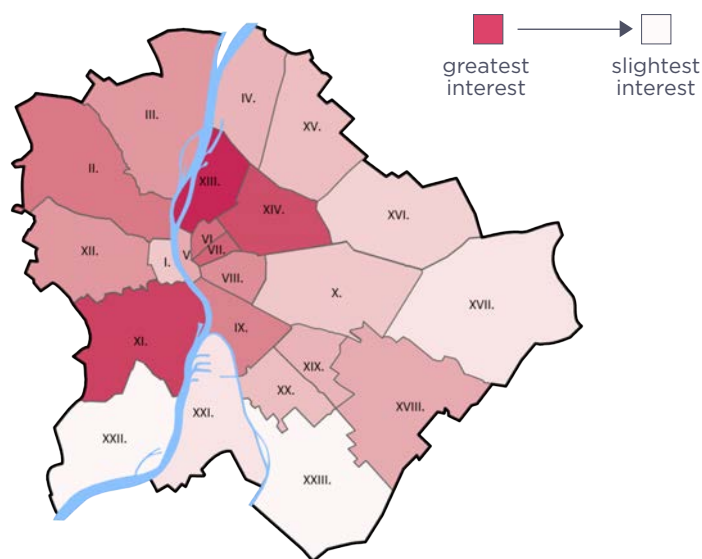 greatest
interest
slightest
interest
IV.
III.
XV.
II.
XIII.
XIV.
XVI.
VI.
XII.
I.
V.
VII.
VIII.
X.
XVII.
IX.
XI.
XIX.
XX.
XVIII.
XXI.
XXII.
XXIII.